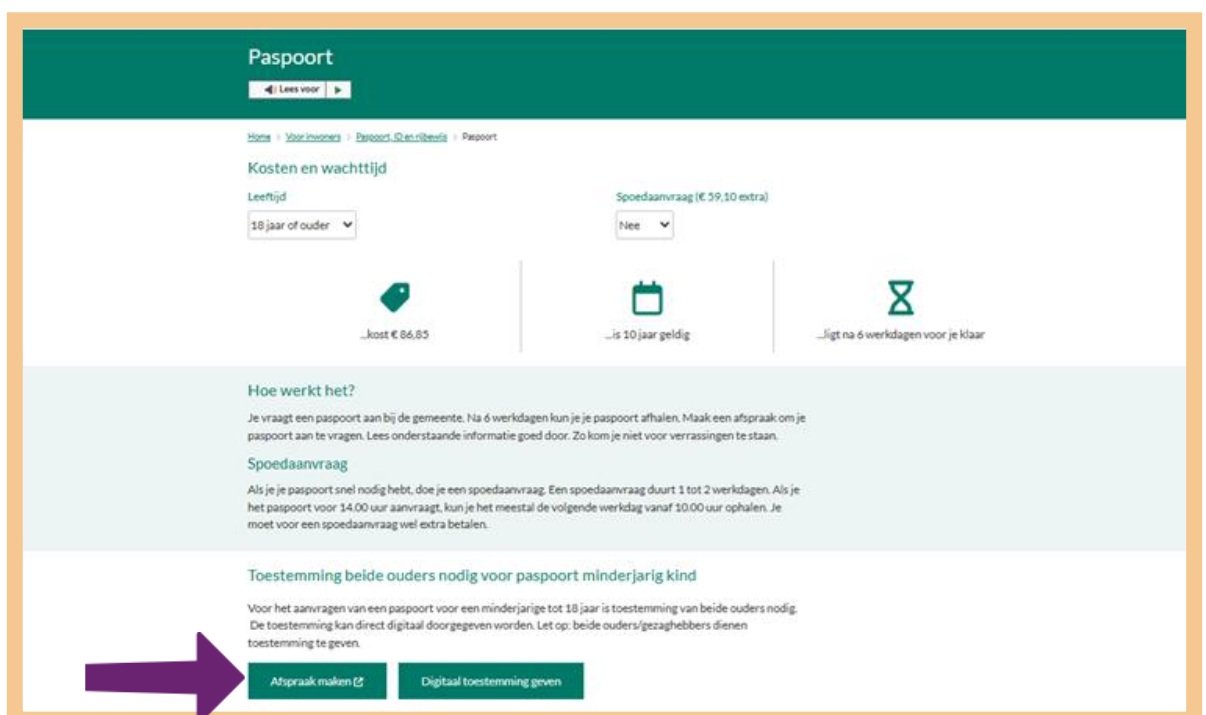 Paspoort
Lees voor
Home > Voor inwoners > Paspoort, ID en rijbewijs > Paspoort
Kosten en wachttijd
Leeftijd
Spoedaanvraag (€ 59,10 extra)
18 jaar of ouder
Nee
...kost € 86,85
...is 10 jaar geldig
...ligt na 6 werkdagen voor je klaar
Hoe werkt het?
Je vraagt een paspoort aan bij de gemeente. Na 6 werkdagen kun je je paspoort afhalen. Maak een afspraak om je
paspoort aan te vragen. Lees onderstaande informatie goed door. Zo kom je niet voor verrassingen te staan.
Spoedaanvraag
Als je je paspoort snel nodig hebt, doe je een spoedaanvraag. Een spoedaanvraag duurt 1 tot 2 werkdagen. Als je
het paspoort voor 14.00 uur aanvraagt, kun je het meestal de volgende werkdag vanaf 10.00 uur ophalen. Je
moet voor een spoedaanvraag wel extra betalen.
Toestemming beide ouders nodig voor paspoort minderjarig kind
Voor het aanvragen van een paspoort voor een minderjarige tot 18 jaar is toestemming van beide ouders nodig.
De toestemming kan direct digitaal doorgegeven worden. Let op: beide ouders/gezaghebbers dienen
toestemming te geven.
Afspraak maken
Digitaal toestemming geven